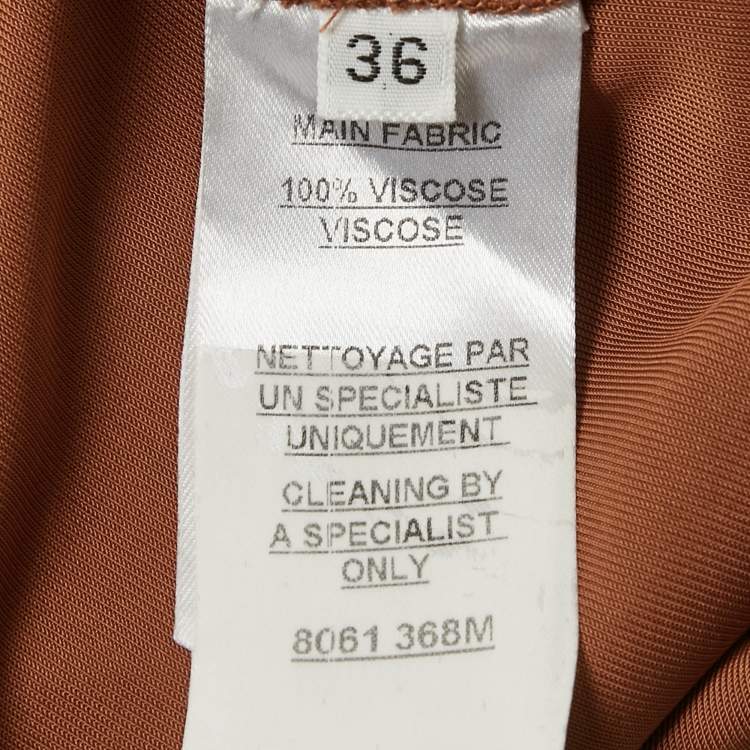 36
MAIN FABRIC
100% VISCOSE
VISCOSE
NETTOYAGE PAR
UN SPECIALISTE
UNIQUEMENT
CLEANING BY
A SPECIALIST
ONLY
8061 368M